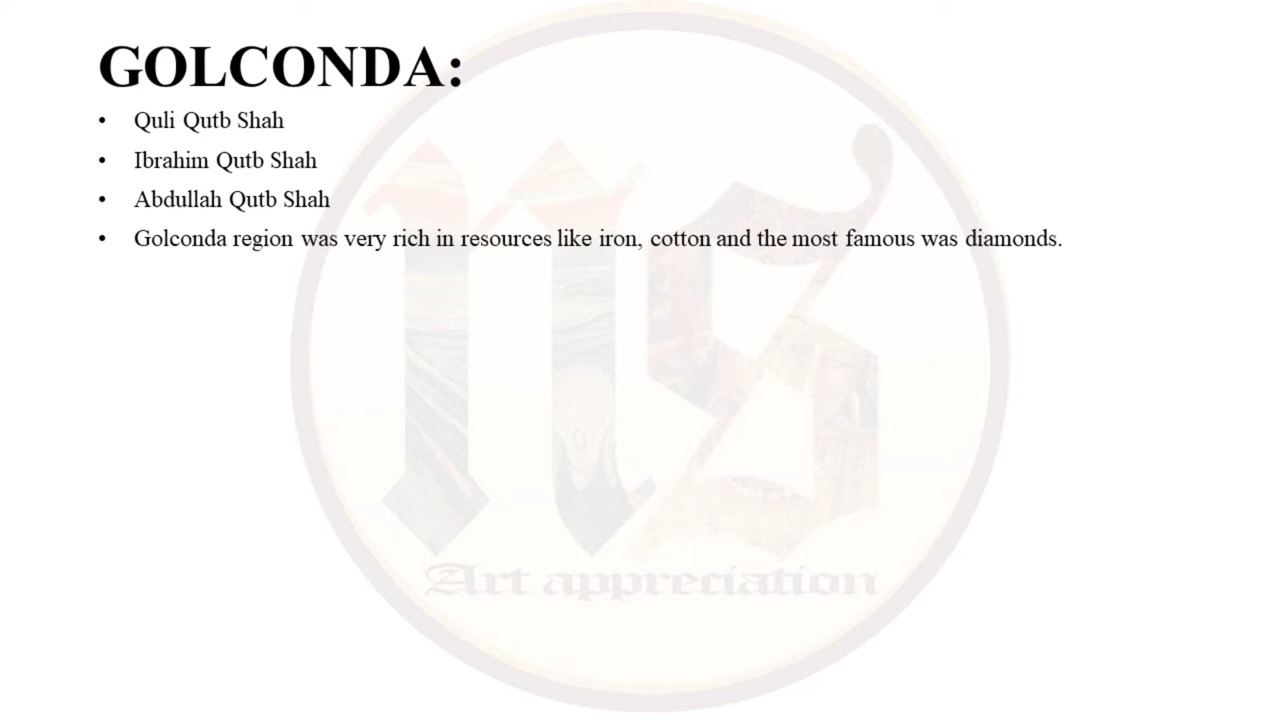 GOLCONDA:
• Quli Qutb Shah
• Ibrahim Qutb Shah
• Abdullah Qutb Shah
• Golconda region was very rich in resources like iron, cotton and the most famous was diamonds.
ns
Art appreciation